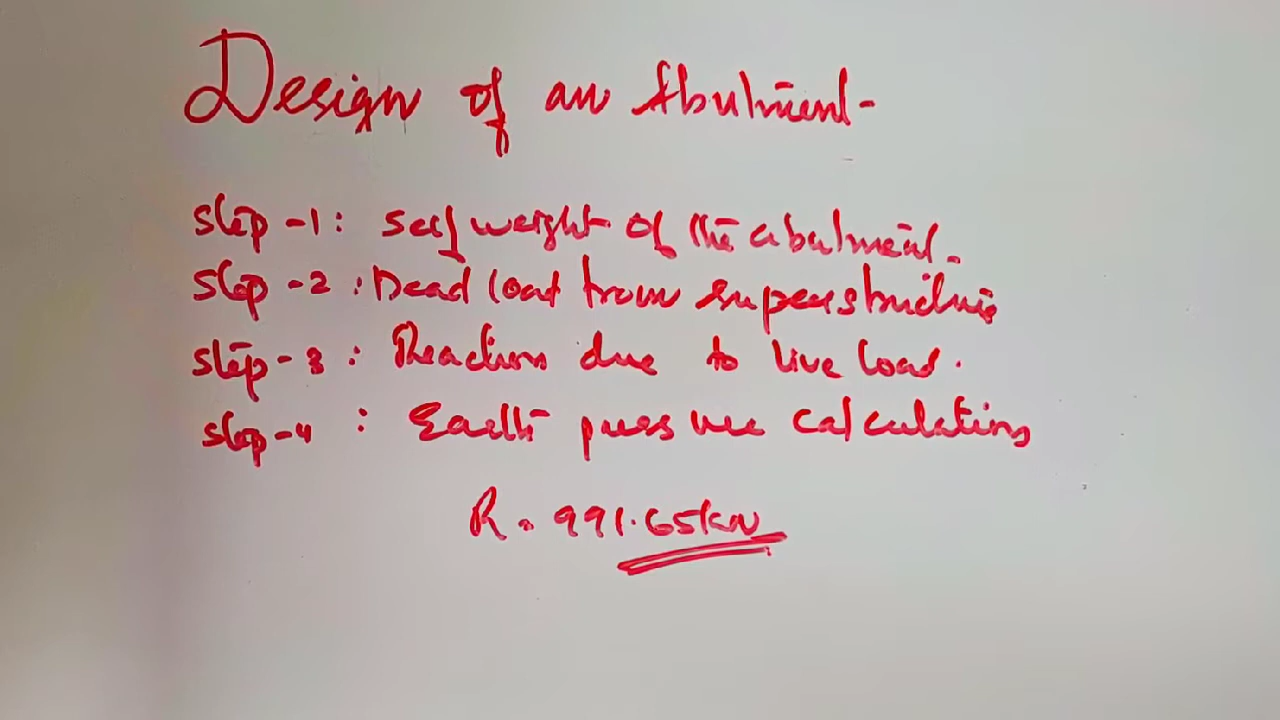 Design of an Abutment-
Step-1: Self weight of the abutment.
Step-2: Dead load from superstructure
Step-3: Reaction due to live load.
Step-4: Earth pressure calculations
R = 991.65kN